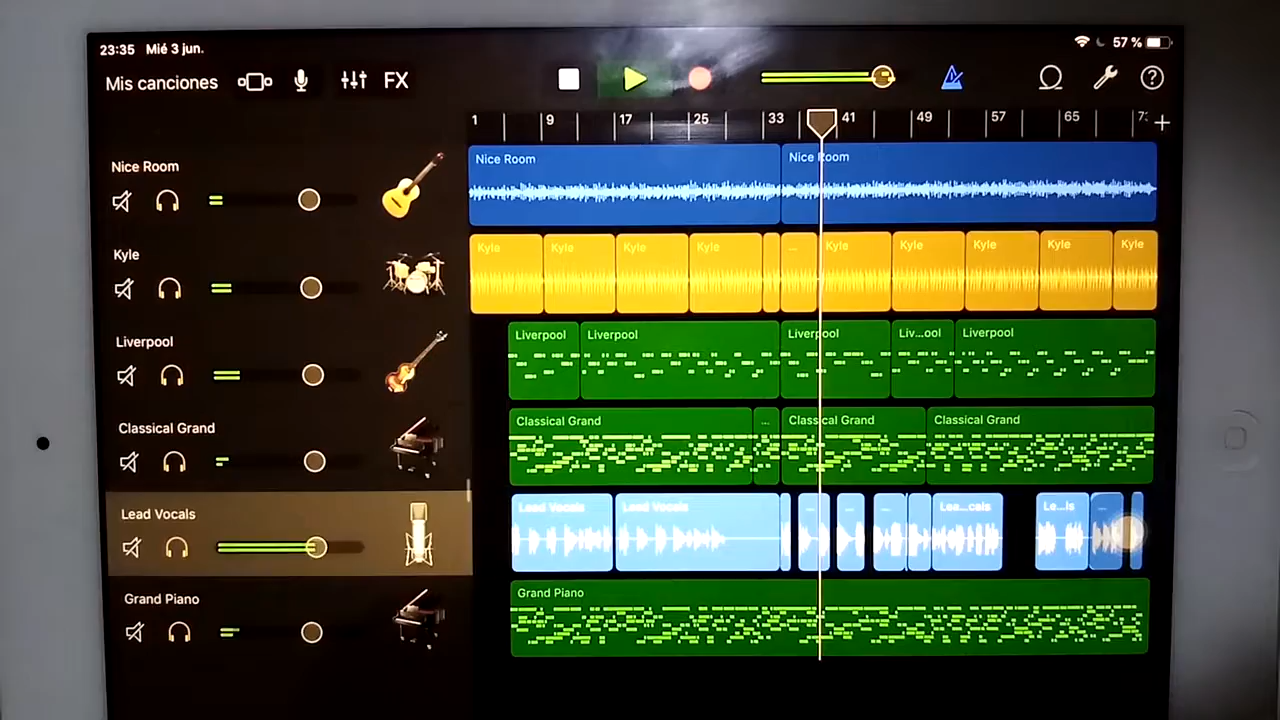 23:35 Mié 3 jun.
57 %
Mis canciones FX
1 9 17 25 33 41 49 57 65
Nice Room
Nice Room Nice Room
Kyle
Kyle Kyle Kyle Kyle ... Kyle Kyle Kyle Kyle Kyle
Liverpool
Liverpool Liverpool Liverpool Liv...ool Liverpool
Classical Grand
Classical Grand ... Classical Grand Classical Grand
Lead Vocals
Lead Vocals Lead Vocals ... ... ... Lea...cals Le...ls ...
Grand Piano
Grand Piano